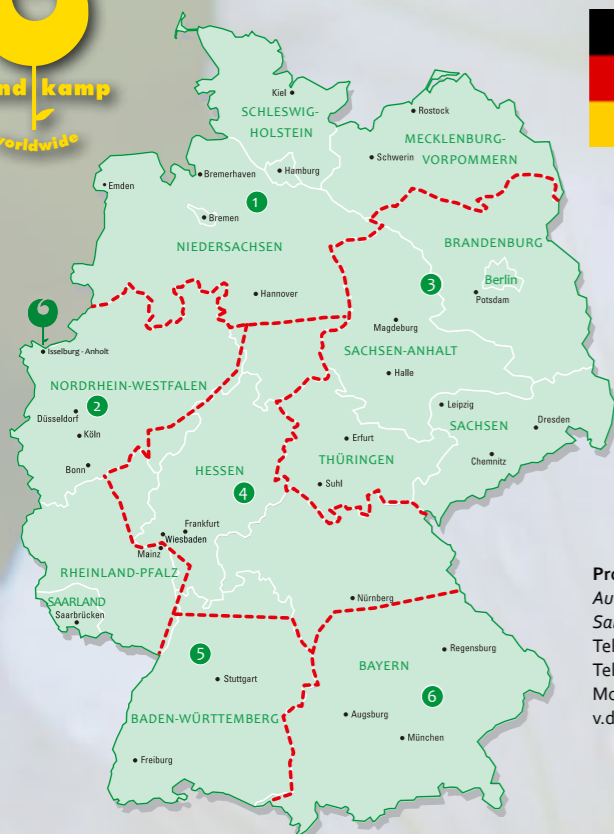 nd kamp
worldwide
Kiel
SCHLESWIG-
HOLSTEIN
Rostock
MECKLENBURG-
VORPOMMERN
Schwerin
Hamburg
Bremerhaven
Emden
1
Bremen
NIEDERSACHSEN
BRANDENBURG
3
Berlin
Potsdam
Hannover
Magdeburg
Isselburg - Anholt
SACHSEN-ANHALT
Halle
NORDRHEIN-WESTFALEN
2
Düsseldorf
Köln
Bonn
Leipzig
SACHSEN
Dresden
Chemnitz
Erfurt
THÜRINGEN
Suhl
HESSEN
4
Frankfurt
Wiesbaden
Mainz
RHEINLAND-PFALZ
SAARLAND
Saarbrücken
Nürnberg
5
BAYERN
Regensburg
Stuttgart
6
BADEN-WÜRTTEMBERG
Augsburg
München
Freiburg
Pro
Au
Sa
Tel
Tel
Mo
v.d